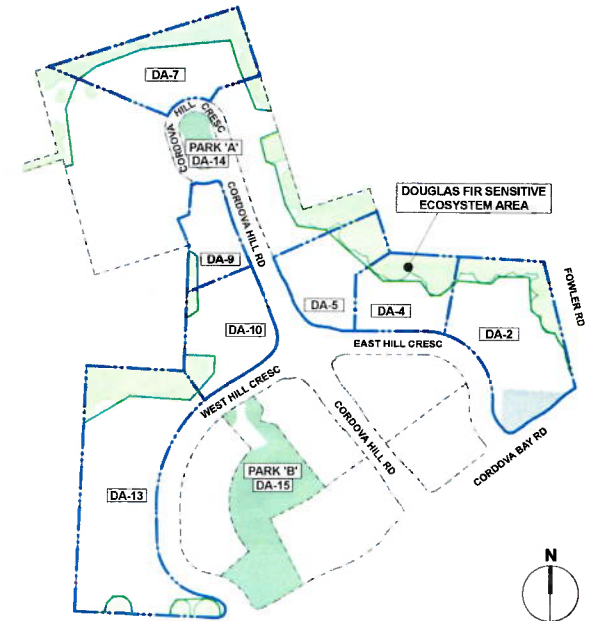 DA-7
CORDOVA HILL CRESC
PARK 'A'
DA-14
DOUGLAS FIR SENSITIVE
ECOSYSTEM AREA
CORDOVA HILL RD
DA-9
FOWLER RD
DA-5
DA-4
DA-10
DA-2
EAST HILL CRESC
WEST HILL CRESC
CORDOVA HILL RD
CORDOVA BAY RD
PARK 'B'
DA-15
DA-13
N